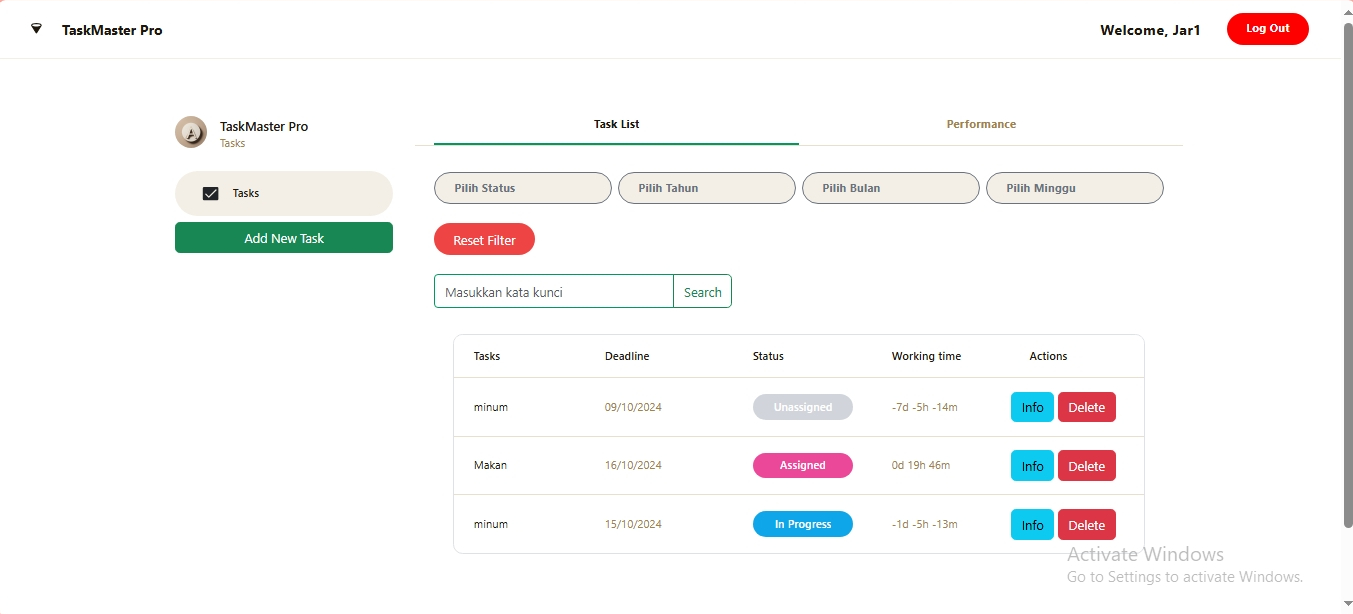 TaskMaster Pro
Welcome, Jar1
Log Out
A
TaskMaster Pro
Tasks
Tasks
Add New Task
Task List
Performance
Pilih Status
Pilih Tahun
Pilih Bulan
Pilih Minggu
Reset Filter
Masukkan kata kunci
Search
Tasks Deadline Status Working time Actions
minum 09/10/2024 Unassigned -7d -5h -14m Info Delete
Makan 16/10/2024 Assigned 0d 19h 46m Info Delete
minum 15/10/2024 In Progress -1d -5h -13m Info Delete
Activate Windows
Go to Settings to activate Windows.